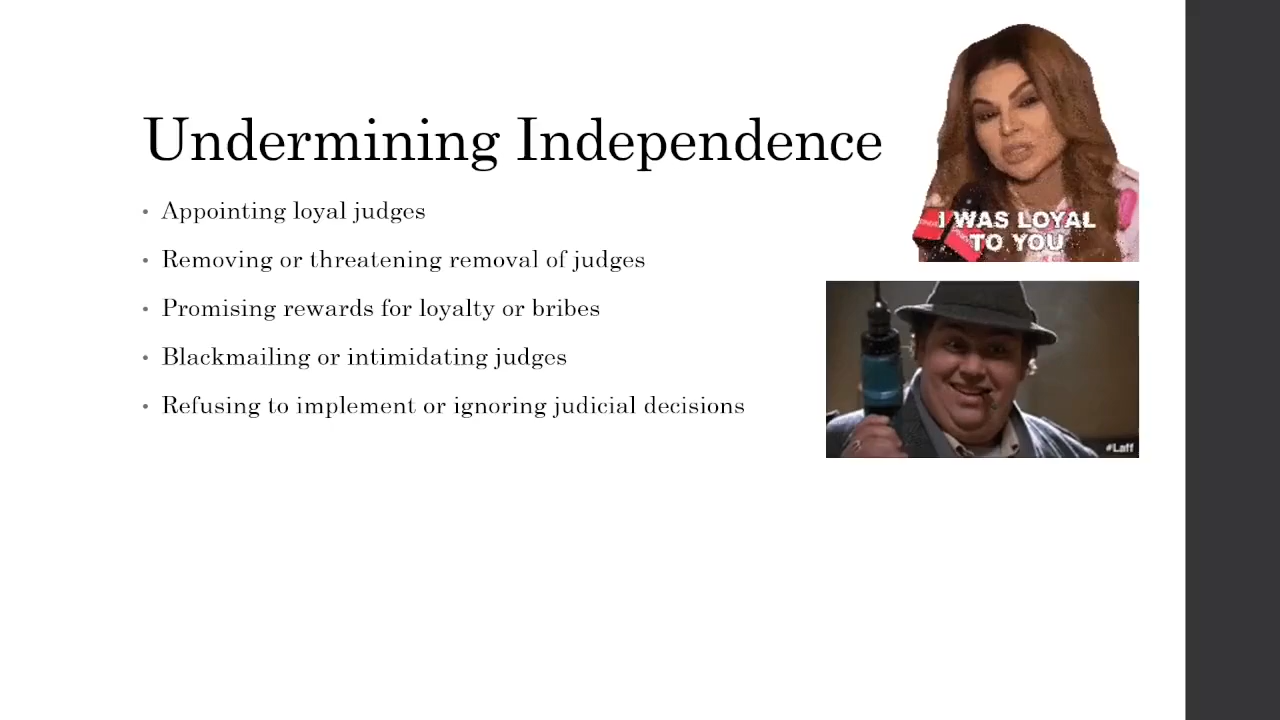 Undermining Independence
• Appointing loyal judges
• Removing or threatening removal of judges
• Promising rewards for loyalty or bribes
• Blackmailing or intimidating judges
• Refusing to implement or ignoring judicial decisions
I WAS LOYAL
TO YOU
#Laff